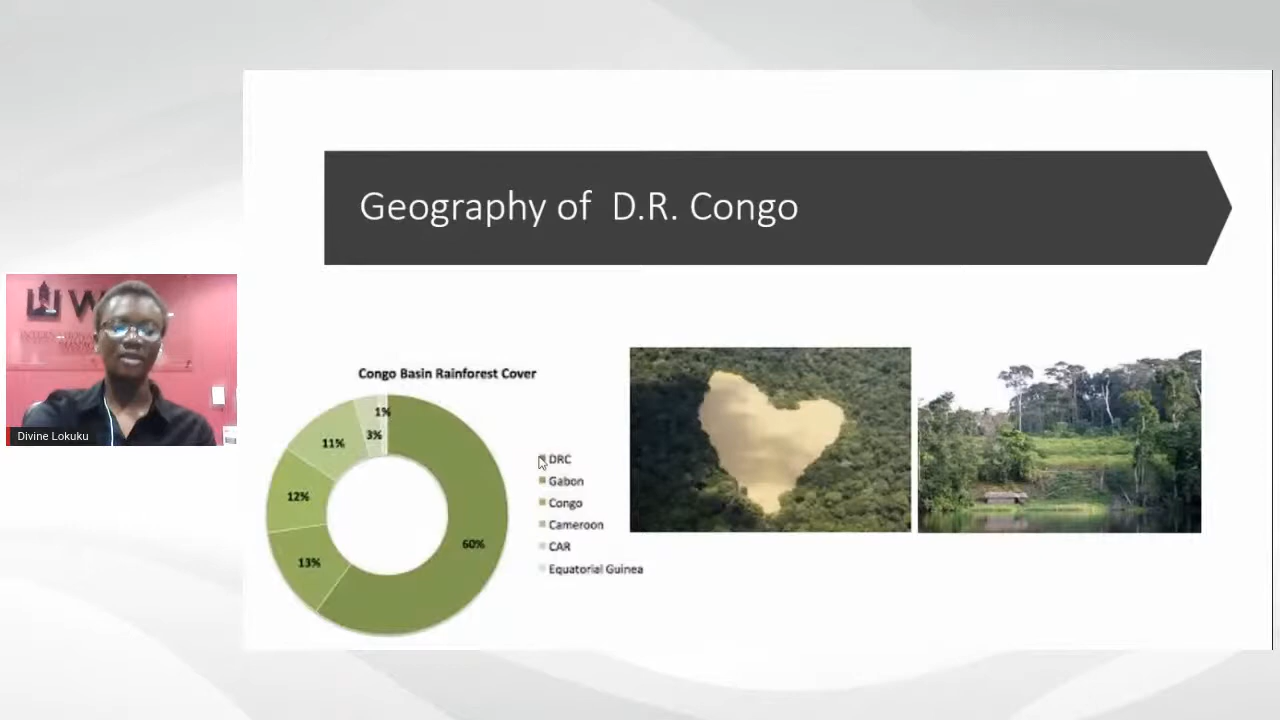 Geography of D.R. Congo
Congo Basin Rainforest Cover
1%
3%
11%
12%
13%
60%
DRC
Gabon
Congo
Cameroon
CAR
Equatorial Guinea
Divine Lokuku